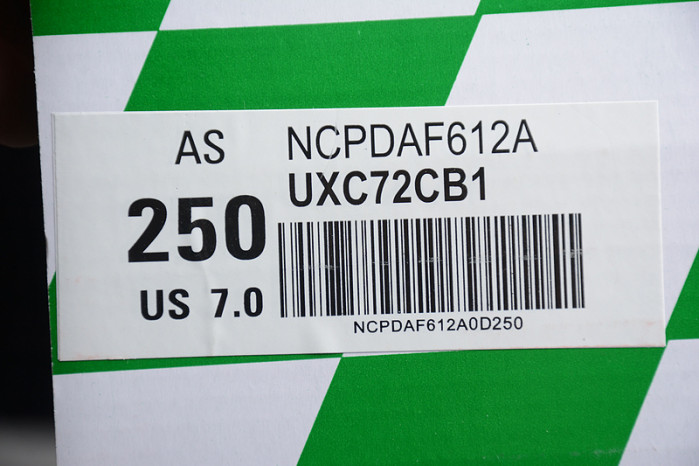 AS
250
US 7.0
NCPDAF612A
UXC72CB1
NCPDAF612A0D250